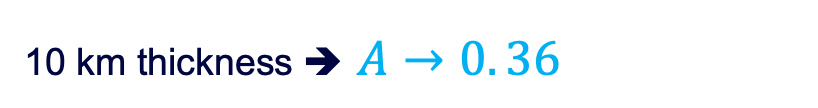 10 km thickness ➔ A → 0.36